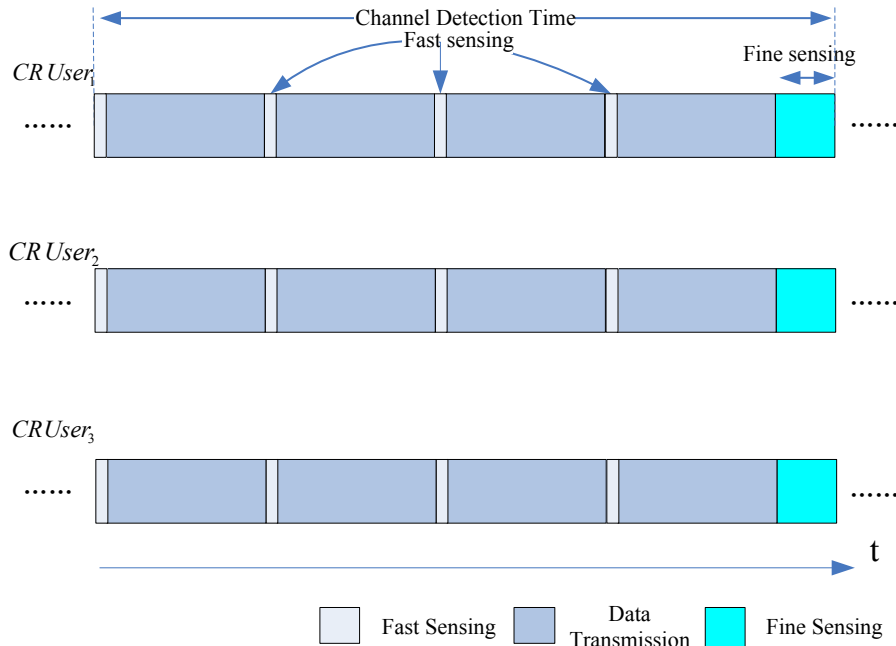 Channel Detection Time
Fast sensing
Fine sensing
CR User₁
...... ......
CR User₂
...... ......
CR User₃
...... ......
t
Fast Sensing
Data
Transmission
Fine Sensing